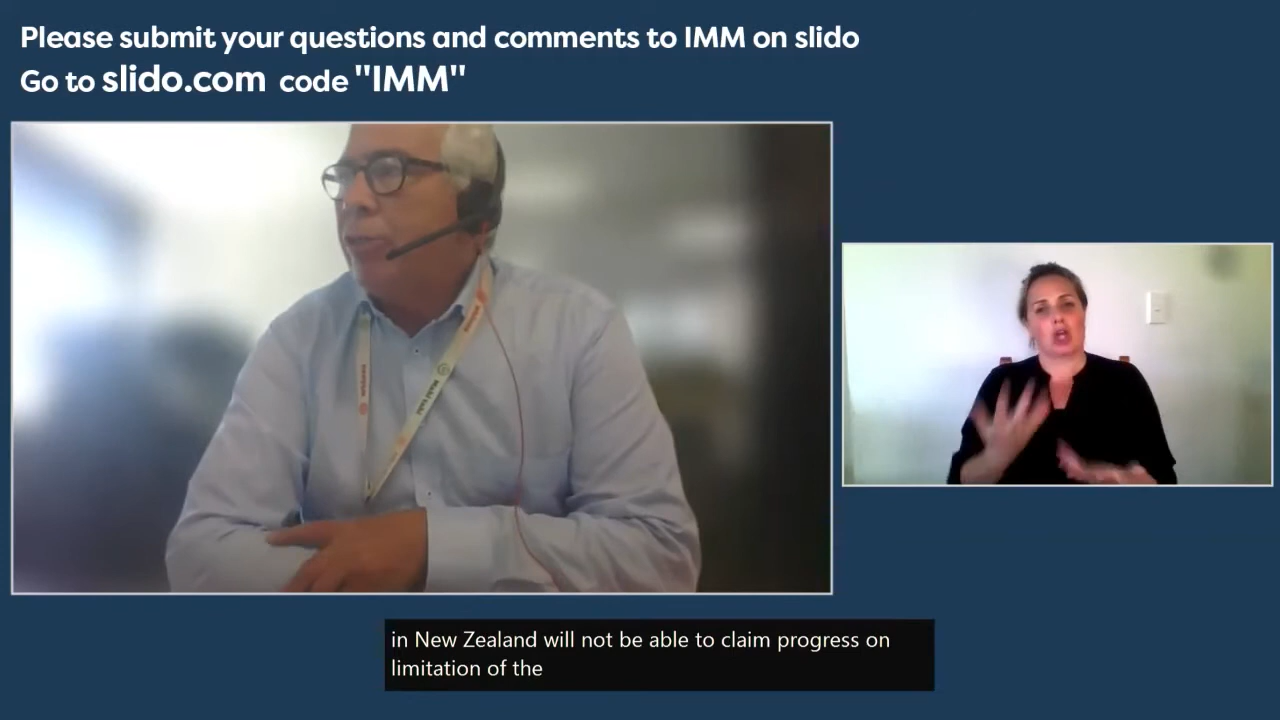 Please submit your questions and comments to IMM on slido
Go to slido.com code "IMM"
in New Zealand will not be able to claim progress on
limitation of the